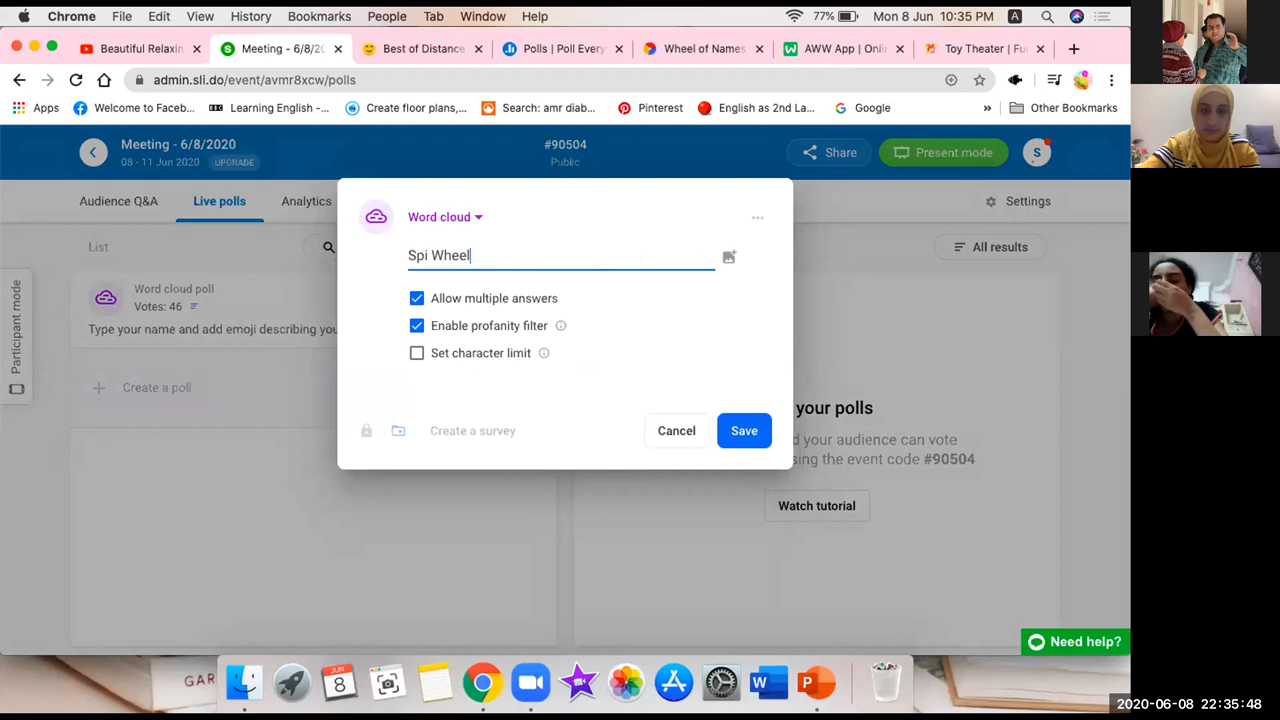 Chrome File Edit View History Bookmarks People Tab Window Help 77% Mon 8 Jun 10:35 PM A
Beautiful Relaxin × Meeting - 6/8/20 × Best of Distance × Polls | Poll Every × Wheel of Names × AWW App | Onlin × Toy Theater | Fu × +
admin.sli.do/event/avmr8xcw/polls
Apps Welcome to Faceb... Learning English -... Create floor plans,... Search: amr diab... Pinterest English as 2nd La... Google » Other Bookmarks
Meeting - 6/8/2020
08 - 11 Jun 2020 UPGRADE
#90504
Public
Share
Present mode
S
Audience Q&A Live polls Analytics Settings
List
All results
Participant mode
Word cloud poll
Votes: 46
Type your name and add emoji describing you
Create a poll
Word cloud
Spi Wheel
Allow multiple answers
Enable profanity filter
Set character limit
Create a survey Cancel Save
your polls
d your audience can vote
sing the event code #90504
Watch tutorial
Need help?
GAR
JUN
8
W
P
2020-06-08 22:35:48